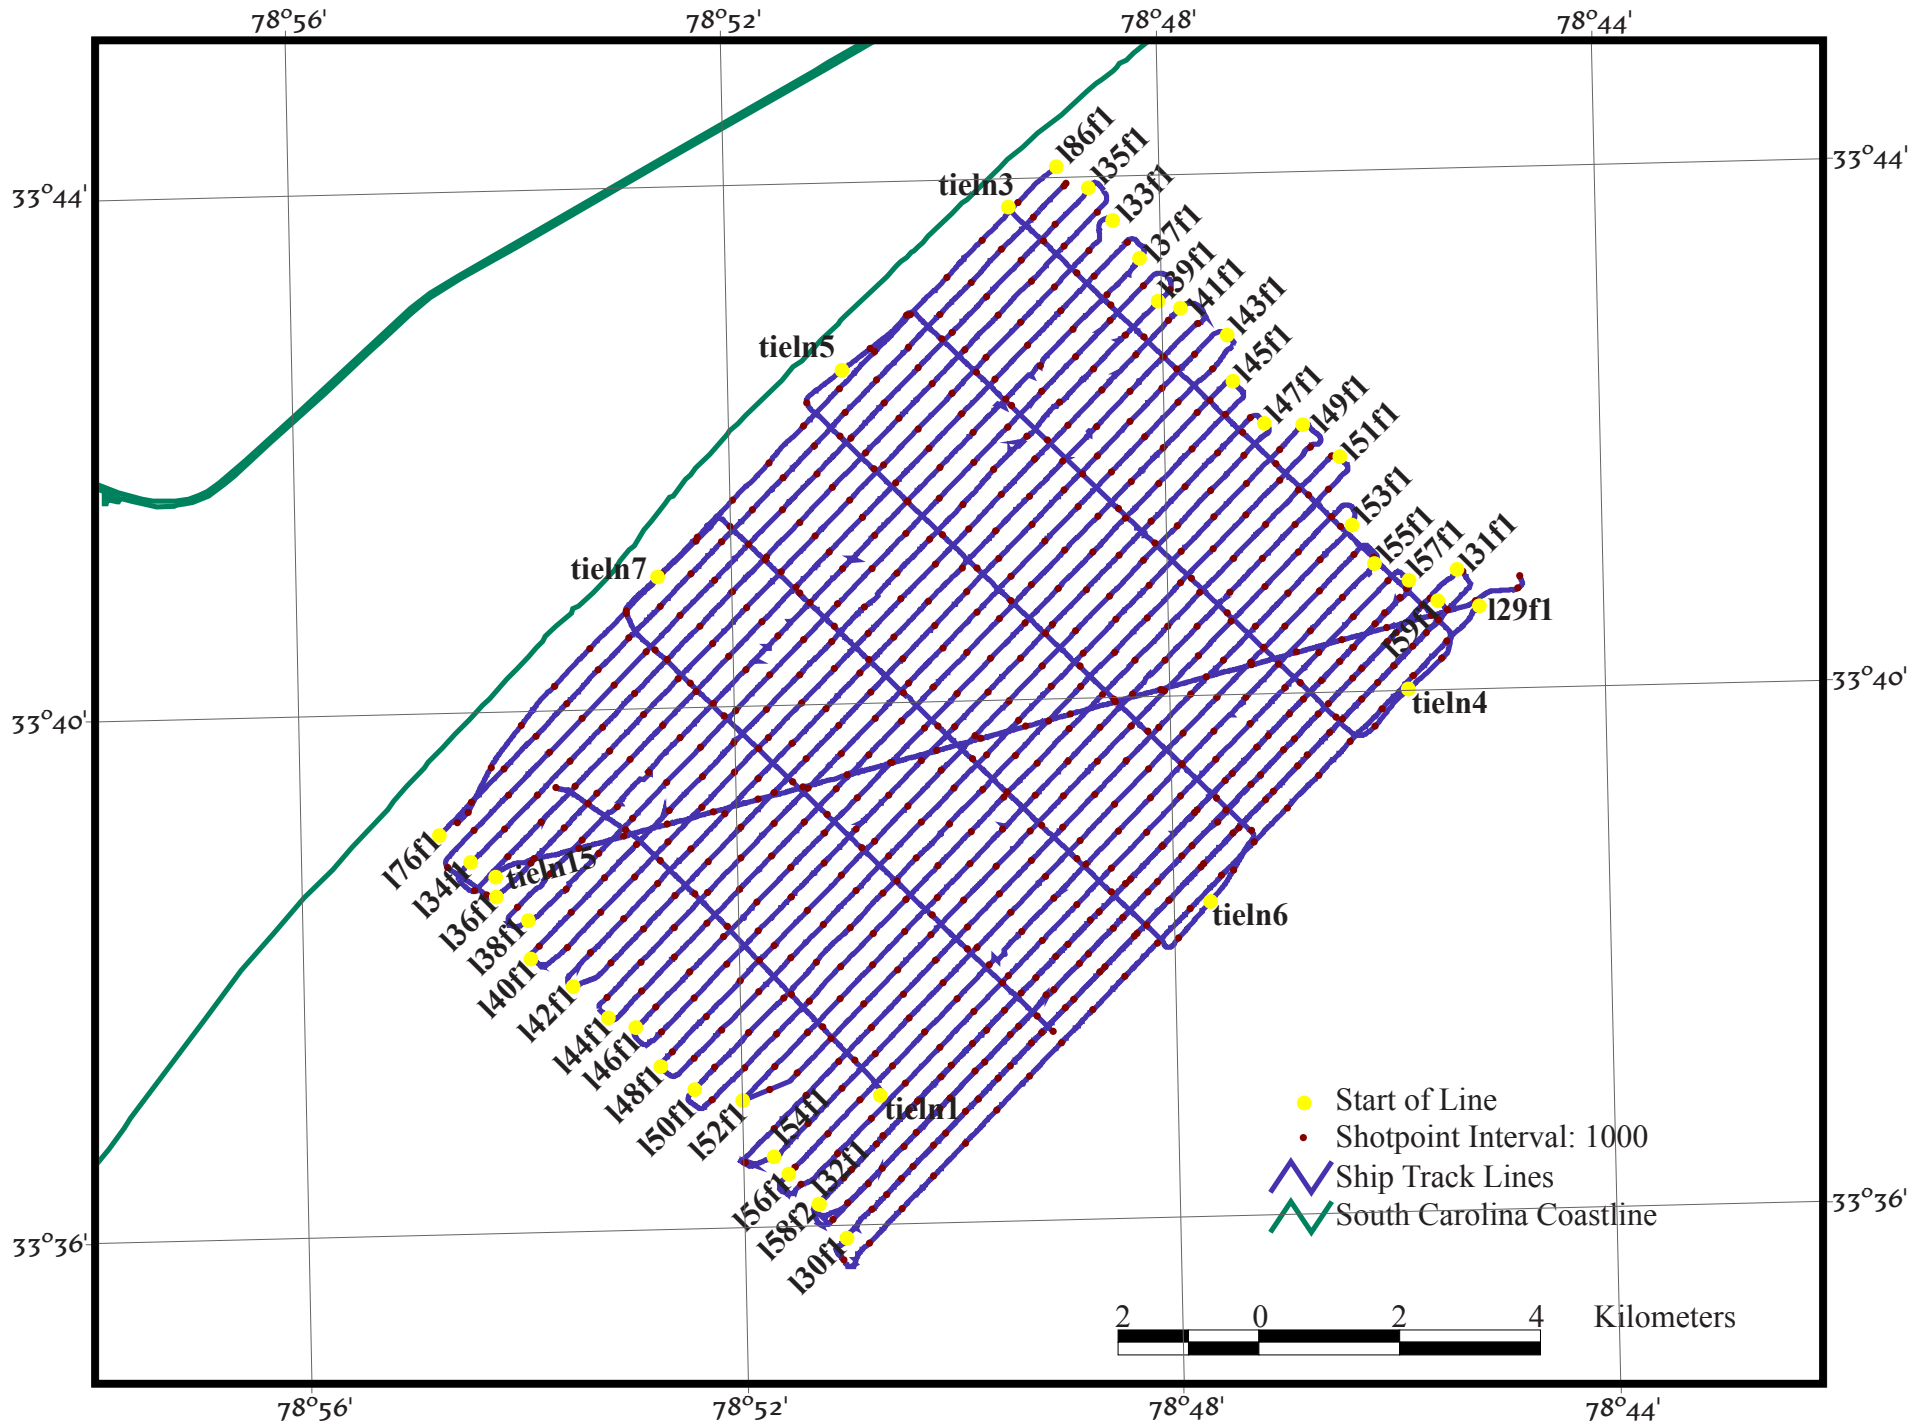 78°56'
78°52'
78°48'
78°44'
33°44'
33°44'
33°40'
33°40'
33°36'
33°36'
l86f1
l35f1
tieln3
l33f1
l37f1
l39f1
l41f1
l43f1
tieln5
l45f1
l47f1
l49f1
l51f1
l53f1
l55f1
l57f1
l31f1
tieln7
l59f1
l29f1
tieln4
l76f1
l34f1
tieln15
l36f1
l38f1
tieln6
l40f1
l42f1
l44f1
l46f1
l48f1
l50f1
l52f1
tieln1
l54f1
l56f1
l32f1
l58f2
l30f1
Start of Line
Shotpoint Interval: 1000
Ship Track Lines
South Carolina Coastline
2 0 2 4 Kilometers
78°56'
78°52'
78°48'
78°44'